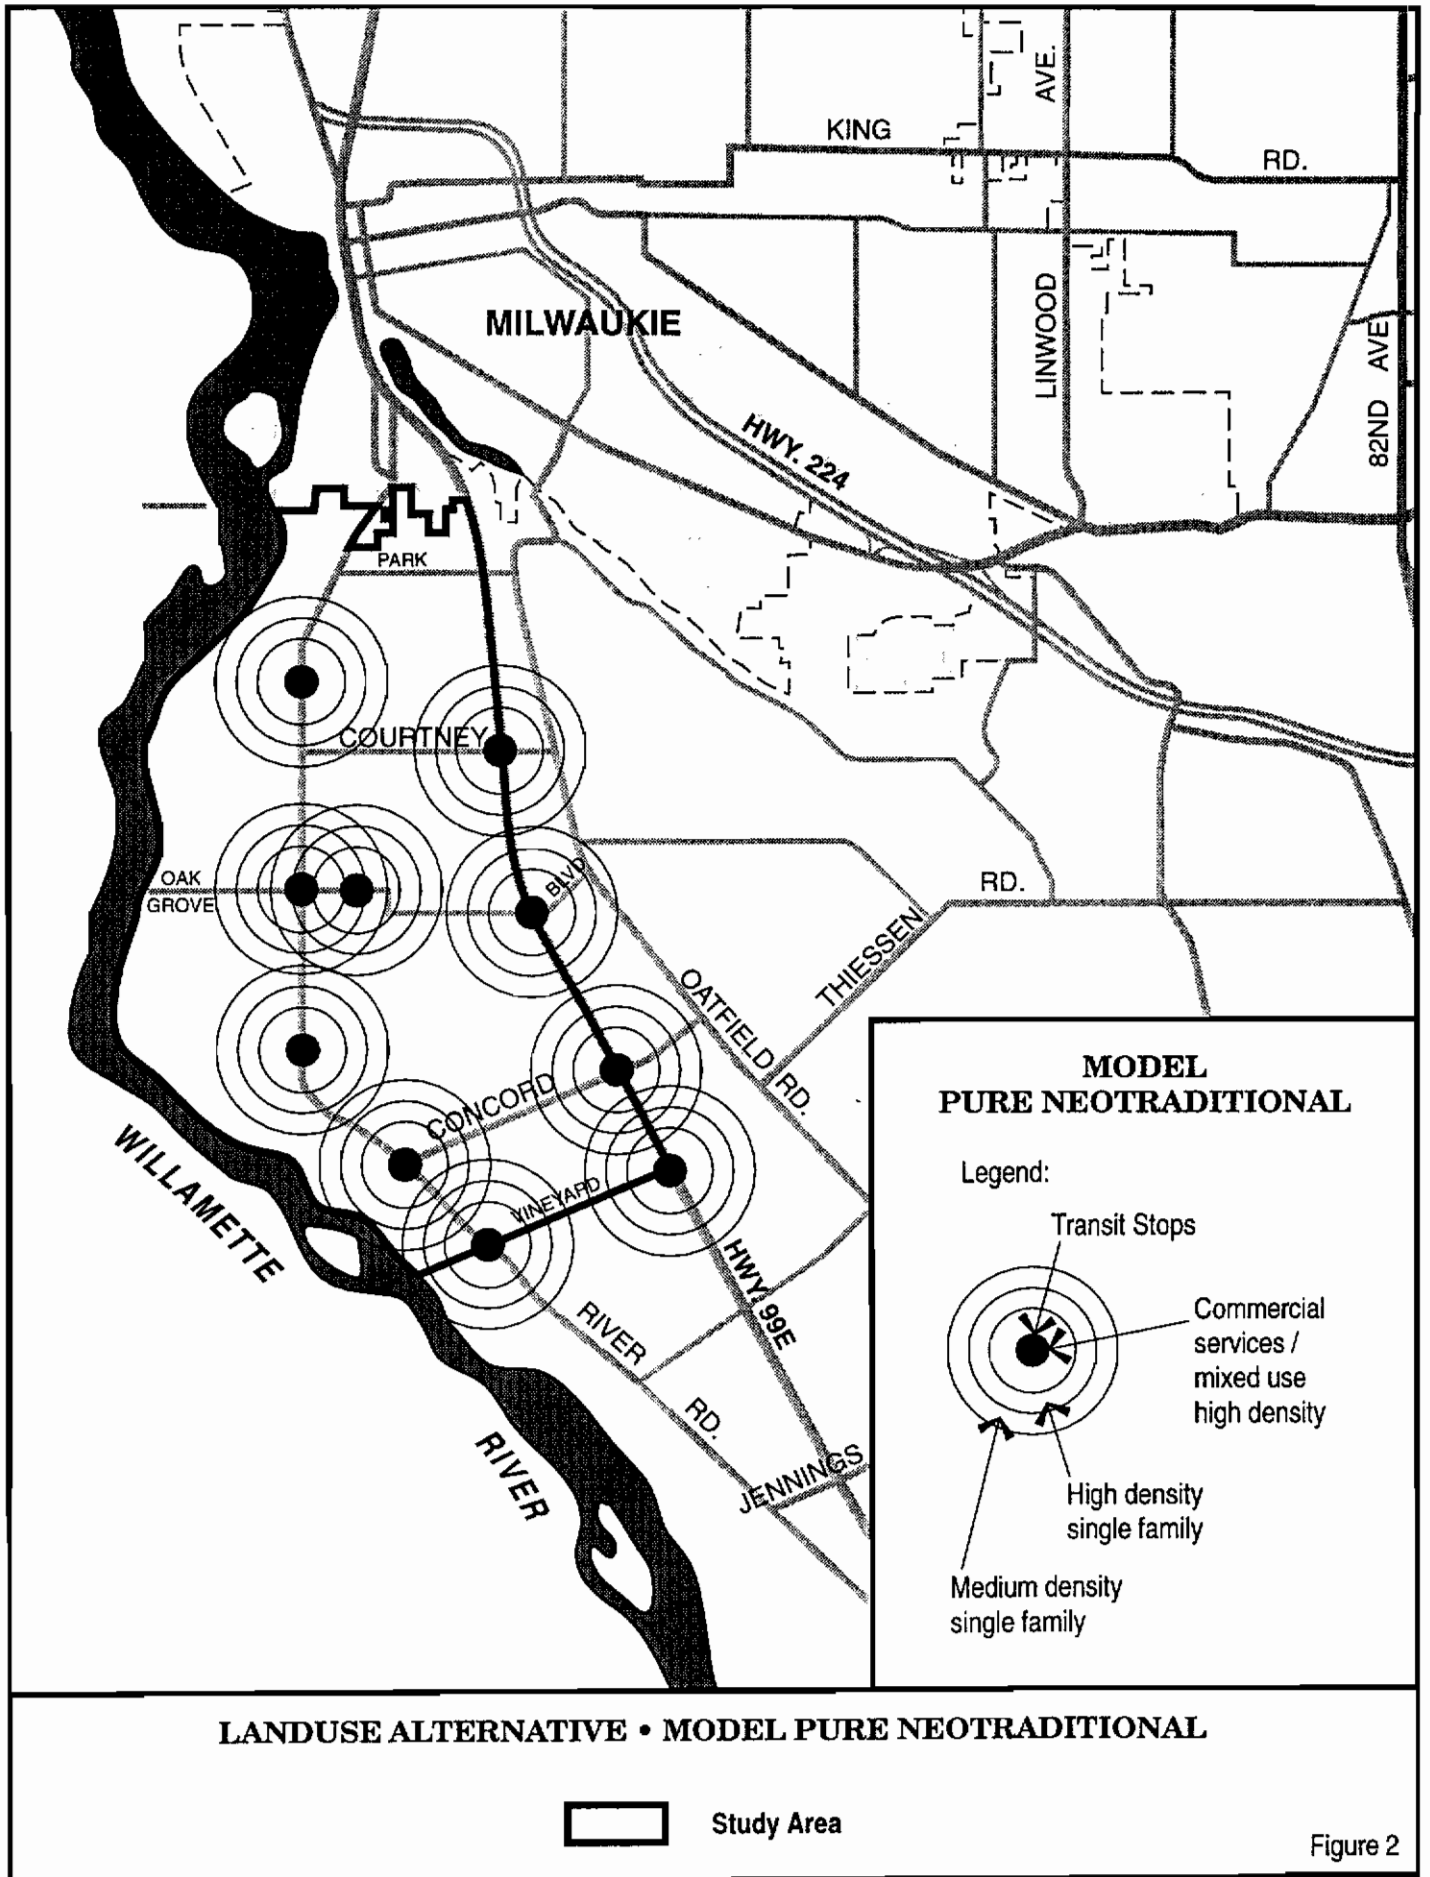 KING
AVE.
RD.
MILWAUKIE
LINWOOD
82ND AVE
HWY. 224
PARK
COURTNEY
OAK
GROVE
BLVD
RD.
THIESSEN
OATFIELD RD.
CONCORD
VINEYARD
WILLAMETTE
RIVER
HWY. 99E
RIVER
RD.
JENNINGS
MODEL
PURE NEOTRADITIONAL
Legend:
Transit Stops
Commercial
services /
mixed use
high density
High density
single family
Medium density
single family
LANDUSE ALTERNATIVE • MODEL PURE NEOTRADITIONAL
Study Area
Figure 2